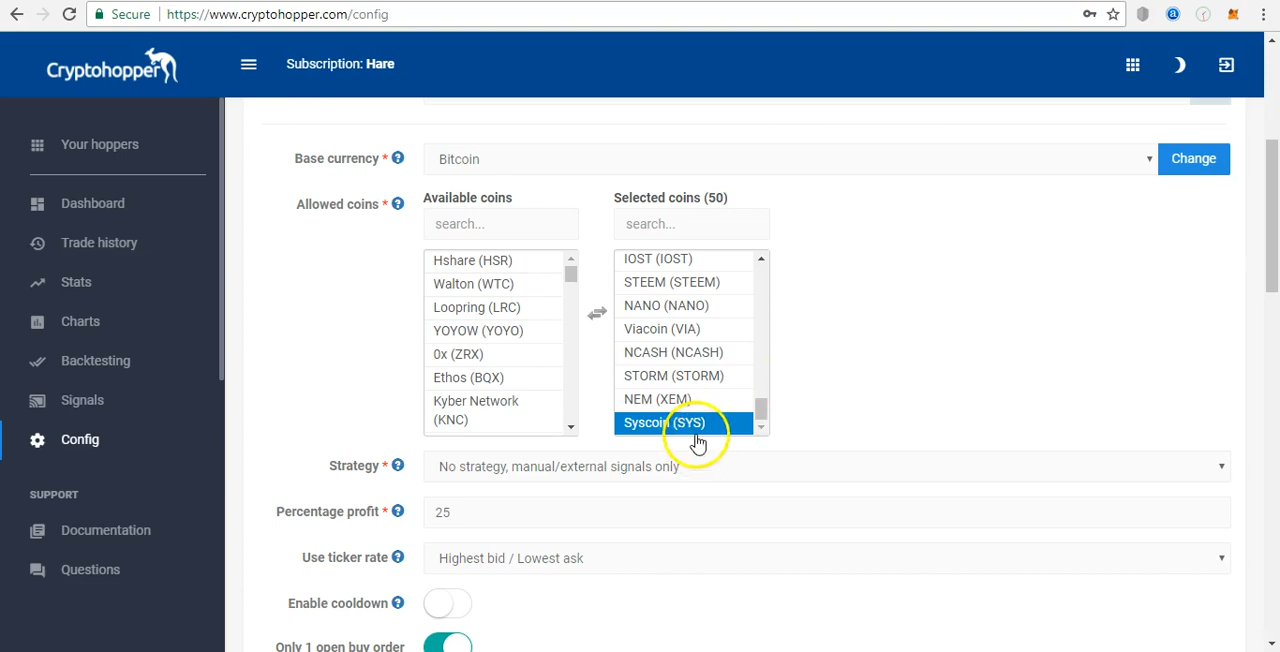 Secure | https://www.cryptohopper.com/config
Cryptohopper
Subscription: Hare
Your hoppers
Dashboard
Trade history
Stats
Charts
Backtesting
Signals
Config
SUPPORT
Documentation
Questions
Base currency * ? Bitcoin Change
Allowed coins * ?
Available coins
search...
Hshare (HSR)
Walton (WTC)
Loopring (LRC)
YOYOW (YOYO)
0x (ZRX)
Ethos (BQX)
Kyber Network
(KNC)
Selected coins (50)
search...
IOST (IOST)
STEEM (STEEM)
NANO (NANO)
Viacoin (VIA)
NCASH (NCASH)
STORM (STORM)
NEM (XEM)
Syscoin (SYS)
Strategy * ? No strategy, manual/external signals only
Percentage profit * ? 25
Use ticker rate ? Highest bid / Lowest ask
Enable cooldown ?
Only 1 open buy order